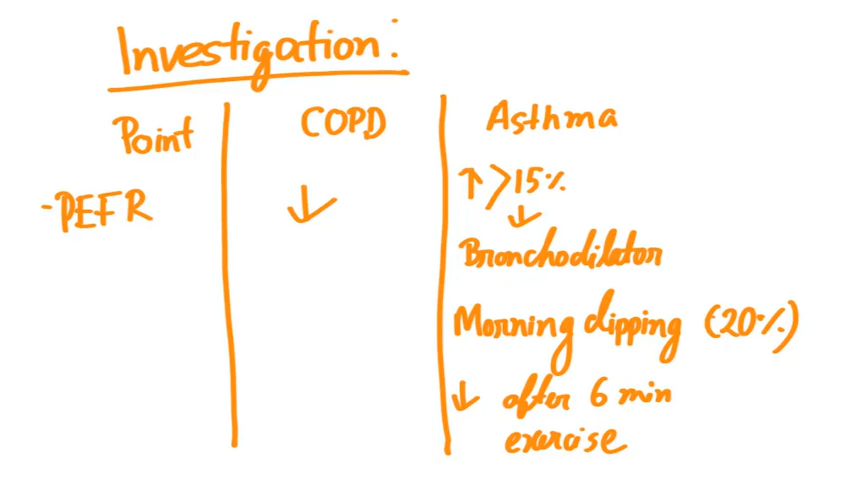 Investigation:
Point COPD Asthma
-PEFR ↓ ↑ >15%
↓
Bronchodilator
Morning dipping (20%)
↓ after 6 min
exercise